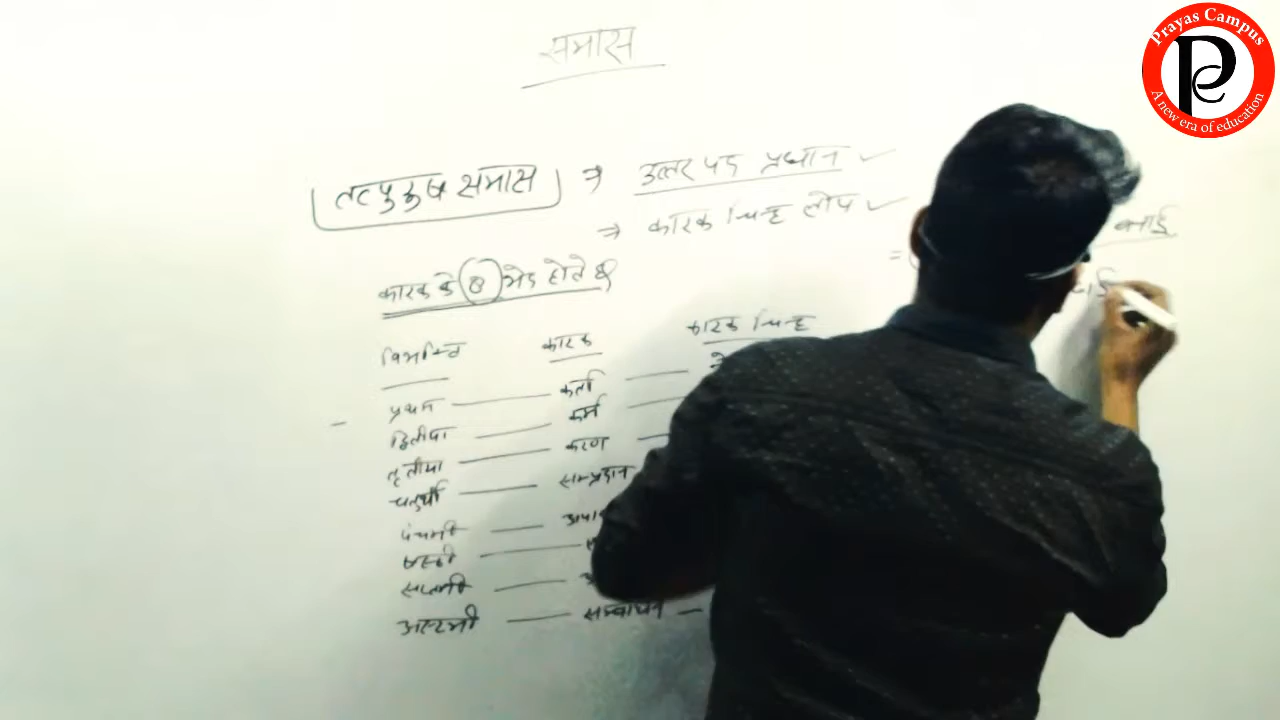 समास
तत्पुरुष समास ⇒ उत्तर पद प्रधान ✓
⇒ कारक चिन्ह लोप ✓
कारक के 8 भेद होते हैं
विभक्ति कारक कारक चिन्ह
प्रथम — कर्ता —
द्वितीया — कर्म —
तृतीया — करण —
चतुर्थी — सम्प्रदान
पंचमी —
षष्ठी —
सप्तमी —
अष्टमी — सम्बोधन —
Prayas Campus
PC
A new era of education